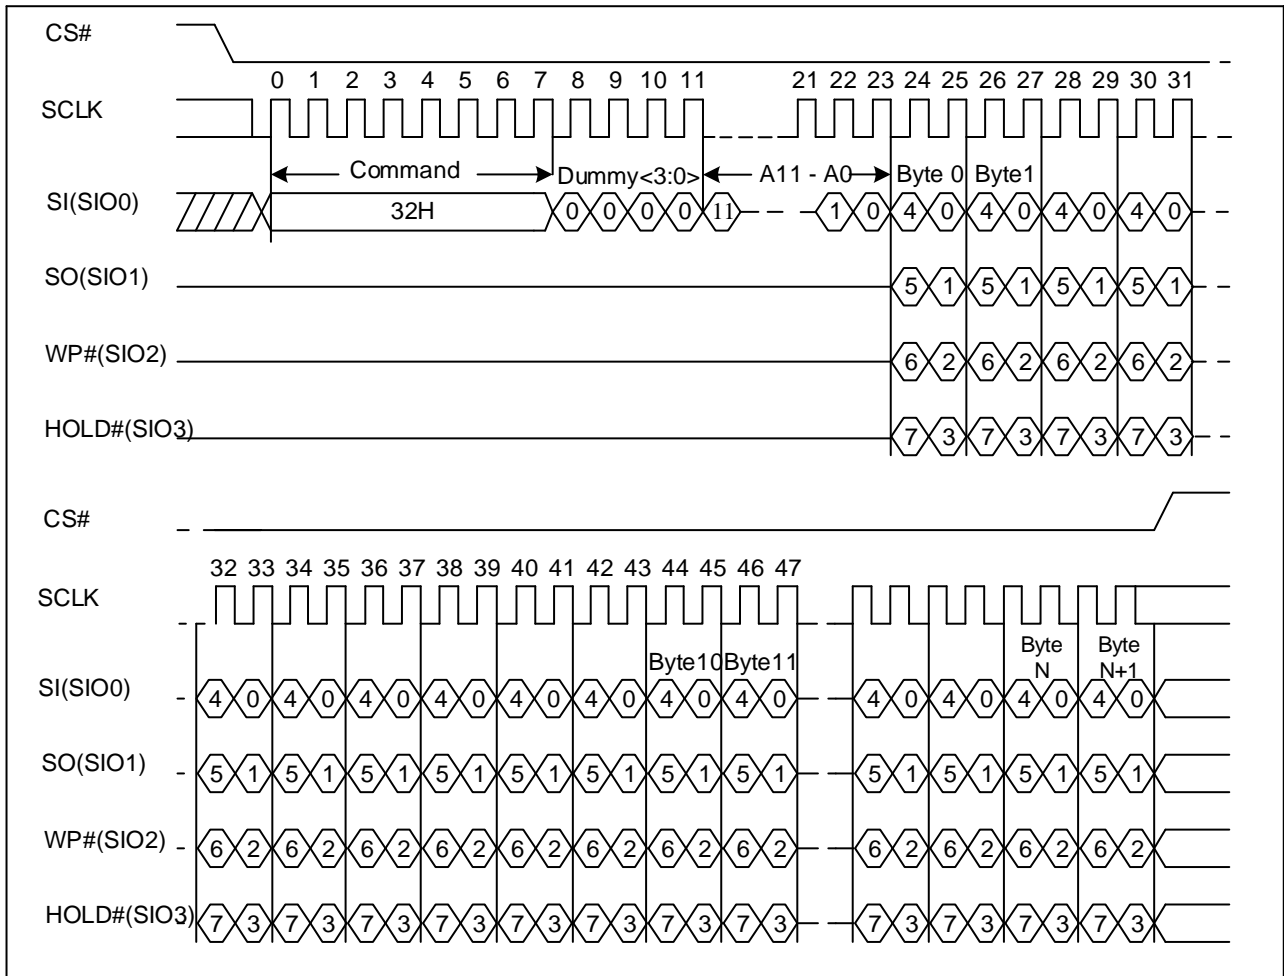 CS#
0 1 2 3 4 5 6 7 8 9 10 11 21 22 23 24 25 26 27 28 29 30 31
SCLK
Command Dummy<3:0> A11 - A0 Byte 0 Byte1
SI(SIO0) 32H 0 0 0 0 11 1 0 4 0 4 0 4 0 4 0
SO(SIO1) 5 1 5 1 5 1 5 1
WP#(SIO2) 6 2 6 2 6 2 6 2
HOLD#(SIO3) 7 3 7 3 7 3 7 3
CS#
32 33 34 35 36 37 38 39 40 41 42 43 44 45 46 47
SCLK
Byte10 Byte11 Byte N Byte N+1
SI(SIO0) 4 0 4 0 4 0 4 0 4 0 4 0 4 0 4 0 4 0 4 0 4 0 4 0
SO(SIO1) 5 1 5 1 5 1 5 1 5 1 5 1 5 1 5 1 5 1 5 1 5 1 5 1
WP#(SIO2) 6 2 6 2 6 2 6 2 6 2 6 2 6 2 6 2 6 2 6 2 6 2 6 2
HOLD#(SIO3) 7 3 7 3 7 3 7 3 7 3 7 3 7 3 7 3 7 3 7 3 7 3 7 3